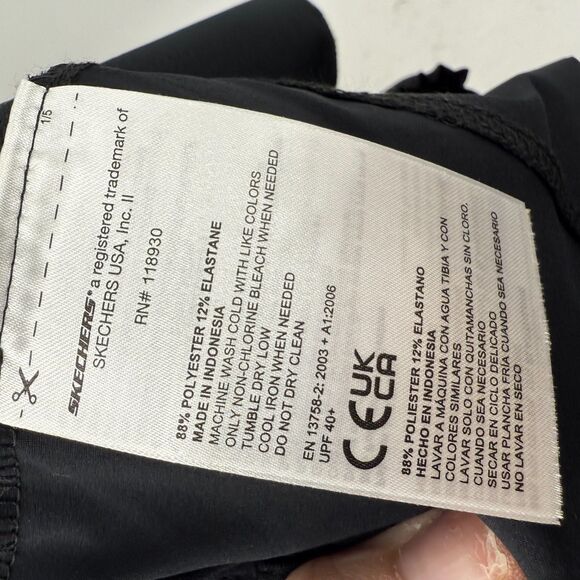 1/5
SKECHERS® a registered trademark of
SKECHERS USA, Inc. II
RN# 118930
88% POLYESTER 12% ELASTANE
MADE IN INDONESIA
MACHINE WASH COLD WITH LIKE COLORS
ONLY NON-CHLORINE BLEACH WHEN NEEDED
TUMBLE DRY LOW
COOL IRON WHEN NEEDED
DO NOT DRY CLEAN
EN 13758-2: 2003 + A1:2006
UPF 40+
CE UK
CA
88% POLIESTER 12% ELASTANO
HECHO EN INDONESIA
LAVAR A MÁQUINA CON AGUA TIBIA Y CON
COLORES SIMILARES
LAVAR SOLO CON QUITAMANCHAS SIN CLORO.
CUANDO SEA NECESARIO
SECAR EN CICLO DELICADO
USAR PLANCHA FRÍA CUANDO SEA NECESARIO
NO LAVAR EN SECO